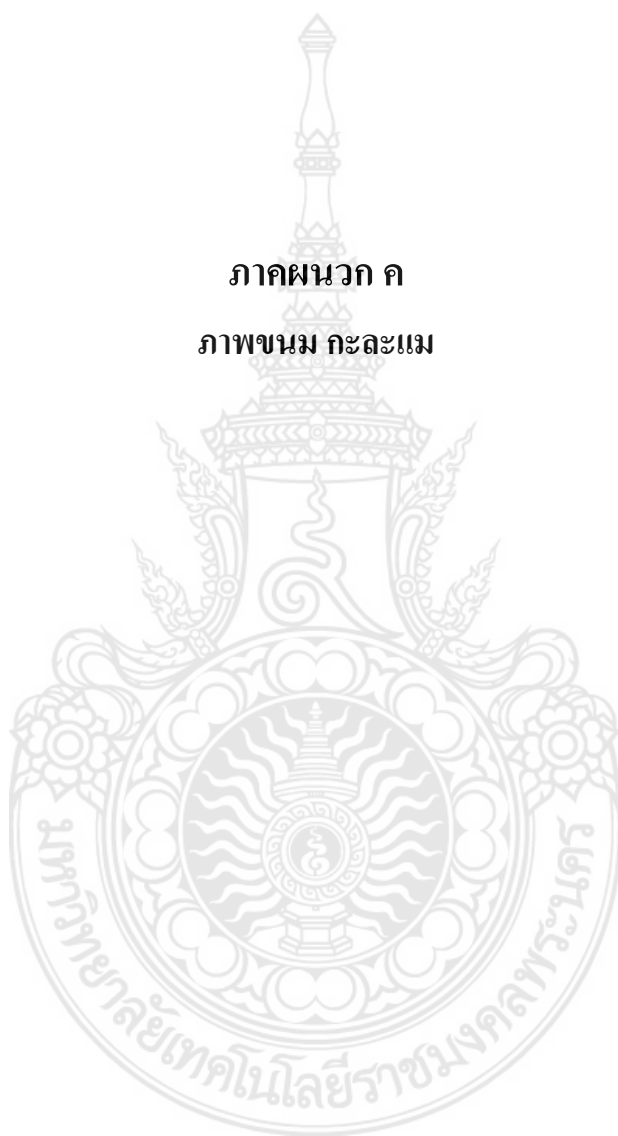 ภาคผนวก ค
ภาพขนม กะละแม
มหาวิทยาลัยเทคโนโลยีราชมงคลพระนคร